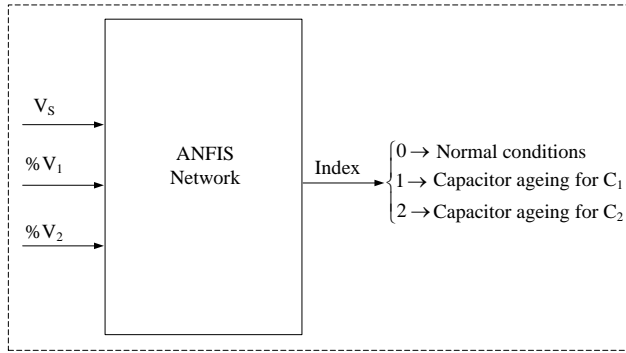 V_S
%V_1
%V_2
ANFIS
Network
Index
0 → Normal conditions
1 → Capacitor ageing for C_1
2 → Capacitor ageing for C_2